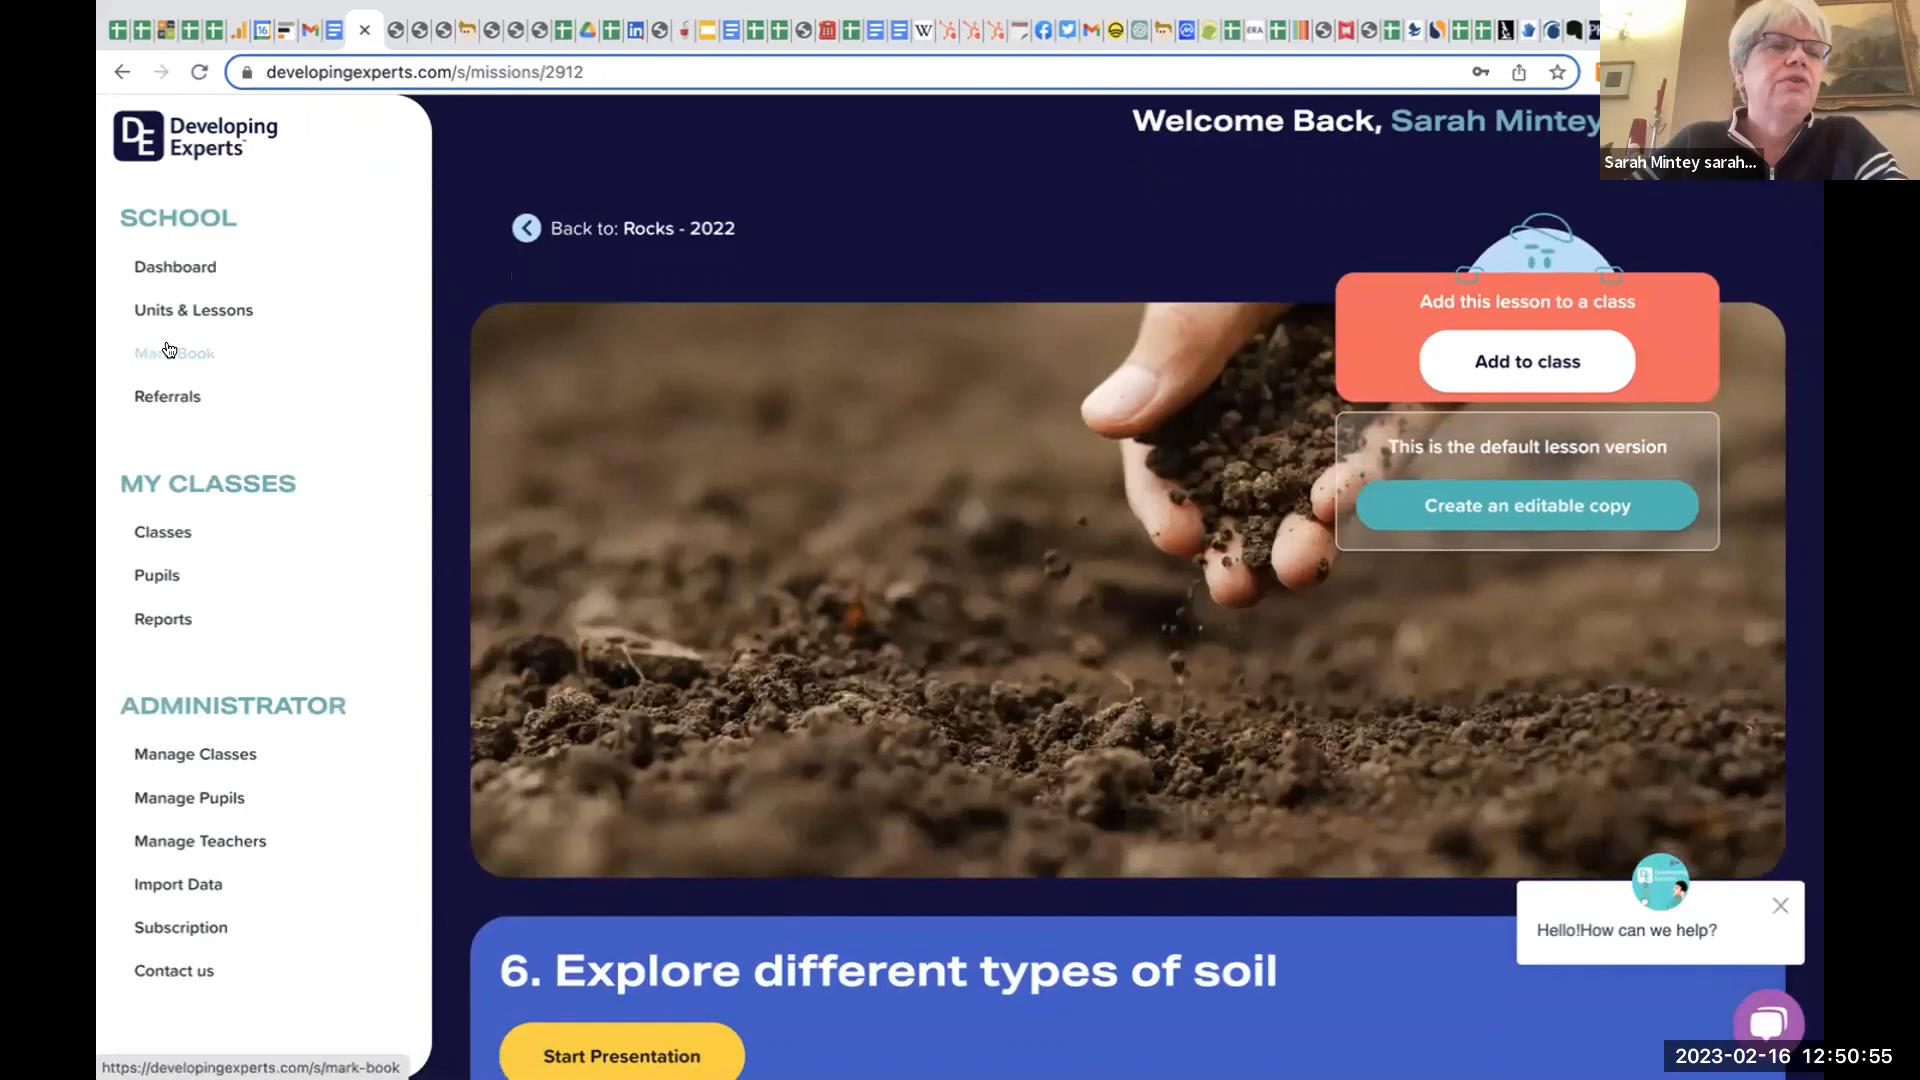 developingexperts.com/s/missions/2912
DE Developing
Experts
Welcome Back, Sarah Mintey
Sarah Mintey sarah...
SCHOOL
Dashboard
Units & Lessons
Mark Book
Referrals
MY CLASSES
Classes
Pupils
Reports
ADMINISTRATOR
Manage Classes
Manage Pupils
Manage Teachers
Import Data
Subscription
Contact us
Back to: Rocks - 2022
Add this lesson to a class
Add to class
This is the default lesson version
Create an editable copy
Hello!How can we help?
6. Explore different types of soil
Start Presentation
https://developingexperts.com/s/mark-book
2023-02-16 12:50:55